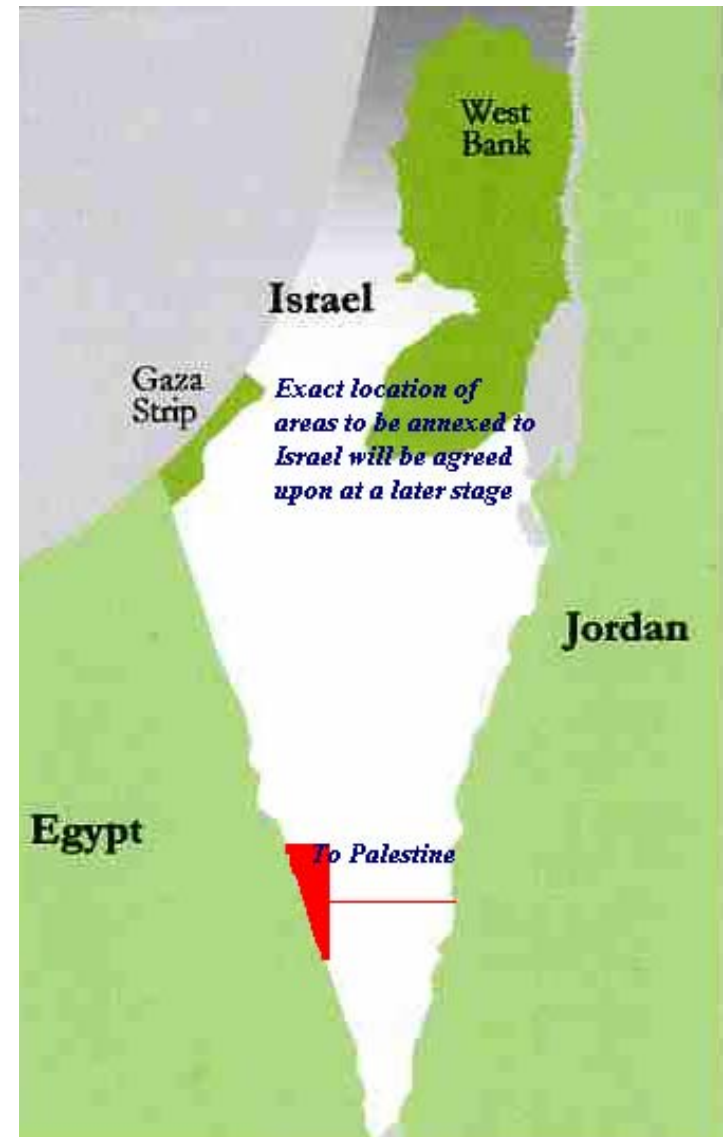 West
Bank
Israel
Gaza
Strip
Exact location of
areas to be annexed to
Israel will be agreed
upon at a later stage
Jordan
Egypt
To Palestine